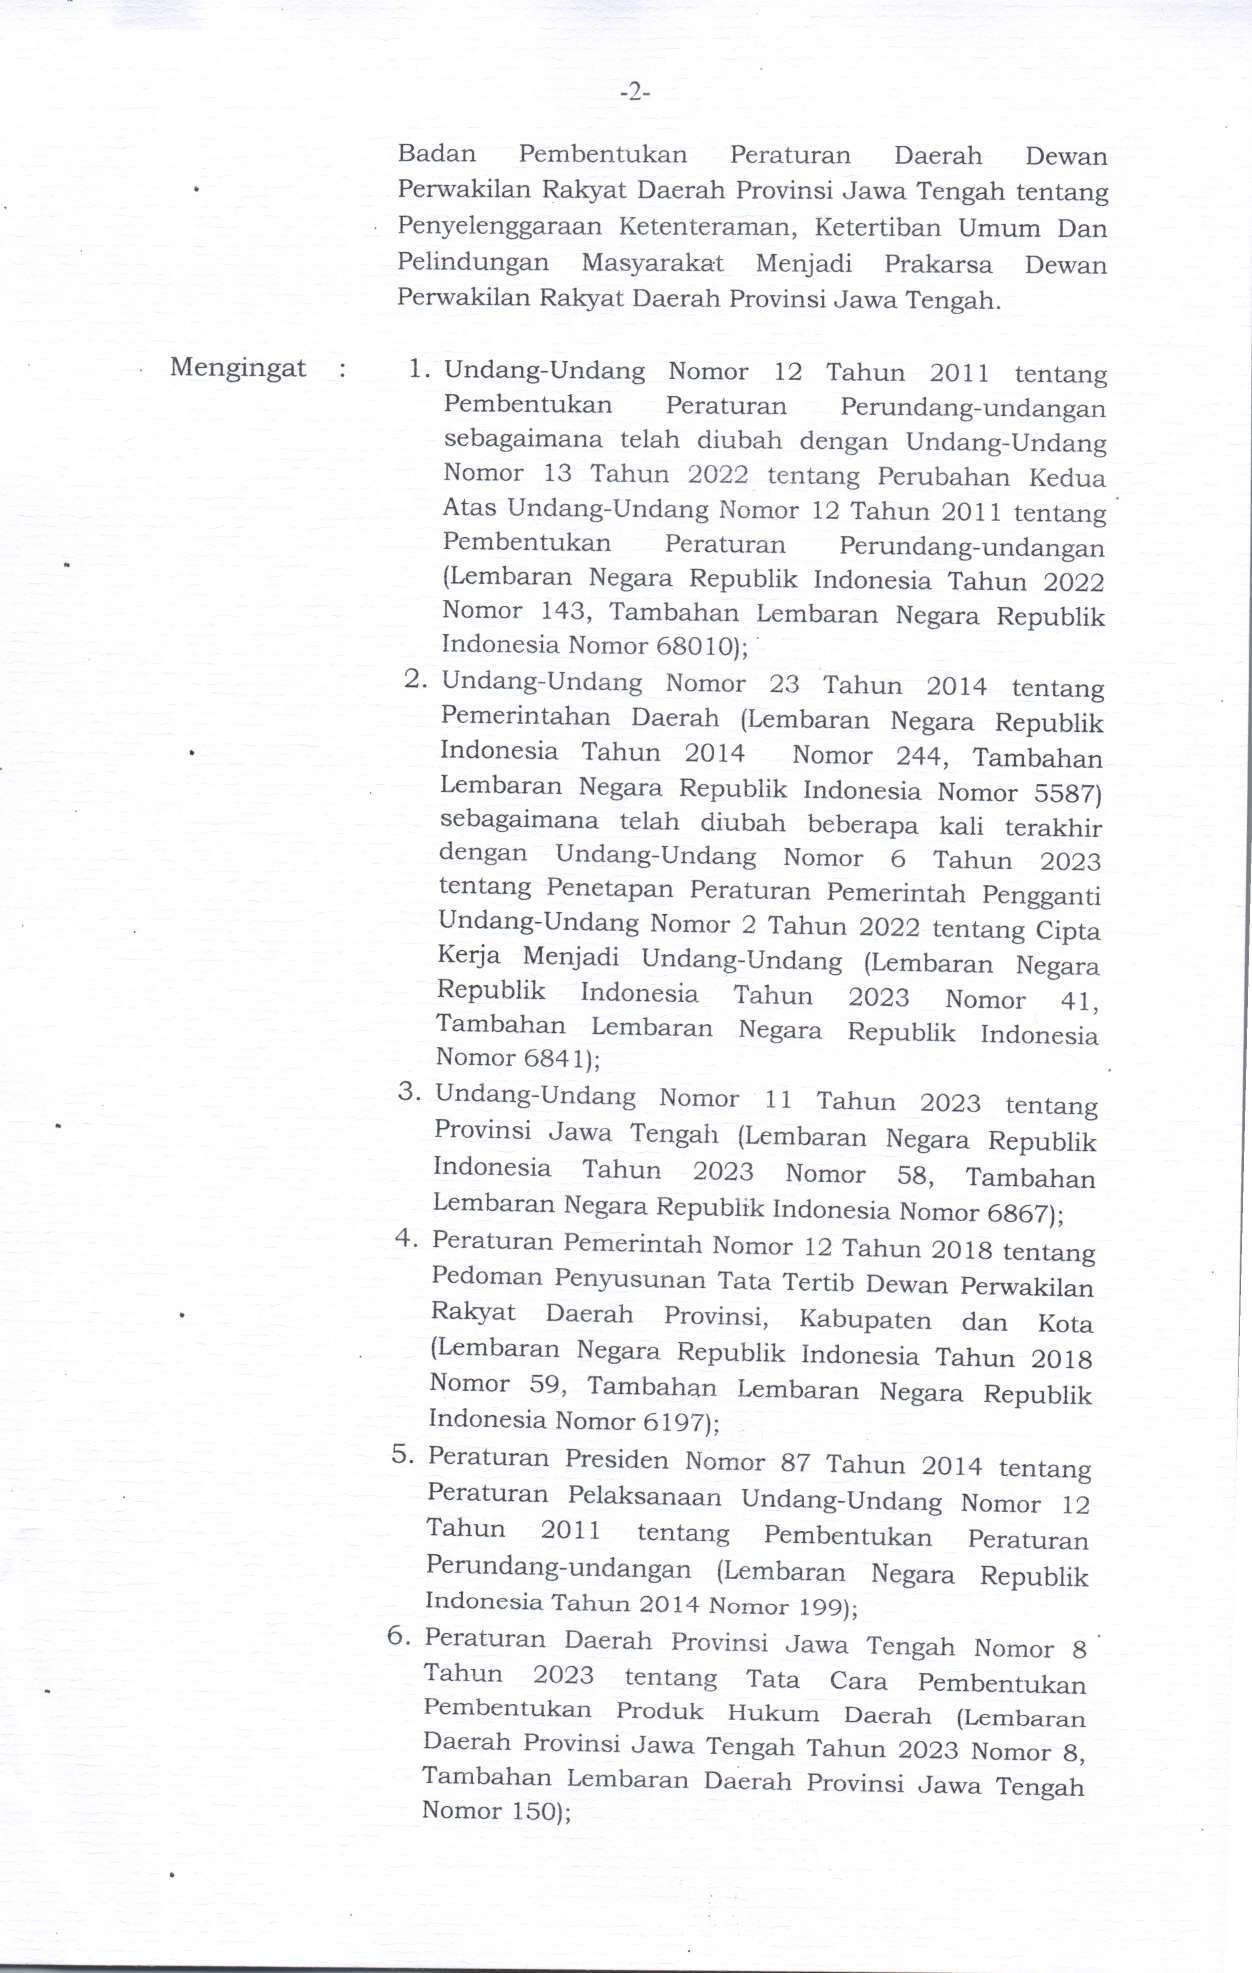 -2-
Badan Pembentukan Peraturan Daerah Dewan
Perwakilan Rakyat Daerah Provinsi Jawa Tengah tentang
Penyelenggaraan Ketenteraman, Ketertiban Umum Dan
Pelindungan Masyarakat Menjadi Prakarsa Dewan
Perwakilan Rakyat Daerah Provinsi Jawa Tengah.
Mengingat : 1. Undang-Undang Nomor 12 Tahun 2011 tentang
Pembentukan Peraturan Perundang-undangan
sebagaimana telah diubah dengan Undang-Undang
Nomor 13 Tahun 2022 tentang Perubahan Kedua
Atas Undang-Undang Nomor 12 Tahun 2011 tentang
Pembentukan Peraturan Perundang-undangan
(Lembaran Negara Republik Indonesia Tahun 2022
Nomor 143, Tambahan Lembaran Negara Republik
Indonesia Nomor 68010);
2. Undang-Undang Nomor 23 Tahun 2014 tentang
Pemerintahan Daerah (Lembaran Negara Republik
Indonesia Tahun 2014 Nomor 244, Tambahan
Lembaran Negara Republik Indonesia Nomor 5587)
sebagaimana telah diubah beberapa kali terakhir
dengan Undang-Undang Nomor 6 Tahun 2023
tentang Penetapan Peraturan Pemerintah Pengganti
Undang-Undang Nomor 2 Tahun 2022 tentang Cipta
Kerja Menjadi Undang-Undang (Lembaran Negara
Republik Indonesia Tahun 2023 Nomor 41,
Tambahan Lembaran Negara Republik Indonesia
Nomor 6841);
3. Undang-Undang Nomor 11 Tahun 2023 tentang
Provinsi Jawa Tengah (Lembaran Negara Republik
Indonesia Tahun 2023 Nomor 58, Tambahan
Lembaran Negara Republik Indonesia Nomor 6867);
4. Peraturan Pemerintah Nomor 12 Tahun 2018 tentang
Pedoman Penyusunan Tata Tertib Dewan Perwakilan
Rakyat Daerah Provinsi, Kabupaten dan Kota
(Lembaran Negara Republik Indonesia Tahun 2018
Nomor 59, Tambahan Lembaran Negara Republik
Indonesia Nomor 6197);
5. Peraturan Presiden Nomor 87 Tahun 2014 tentang
Peraturan Pelaksanaan Undang-Undang Nomor 12
Tahun 2011 tentang Pembentukan Peraturan
Perundang-undangan (Lembaran Negara Republik
Indonesia Tahun 2014 Nomor 199);
6. Peraturan Daerah Provinsi Jawa Tengah Nomor 8
Tahun 2023 tentang Tata Cara Pembentukan
Pembentukan Produk Hukum Daerah (Lembaran
Daerah Provinsi Jawa Tengah Tahun 2023 Nomor 8,
Tambahan Lembaran Daerah Provinsi Jawa Tengah
Nomor 150);